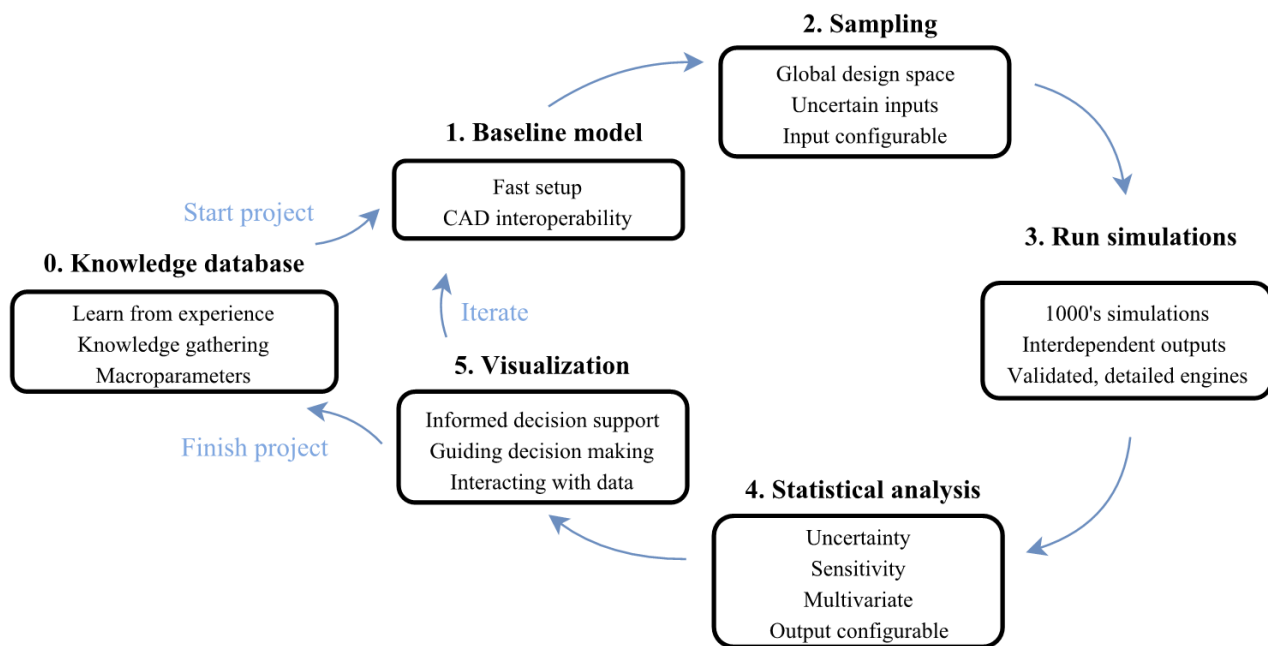 2. Sampling
Global design space
Uncertain inputs
Input configurable
1. Baseline model
Fast setup
CAD interoperability
Start project
0. Knowledge database
Learn from experience
Knowledge gathering
Macroparameters
3. Run simulations
1000's simulations
Interdependent outputs
Validated, detailed engines
Iterate
5. Visualization
Informed decision support
Guiding decision making
Interacting with data
Finish project
4. Statistical analysis
Uncertainty
Sensitivity
Multivariate
Output configurable